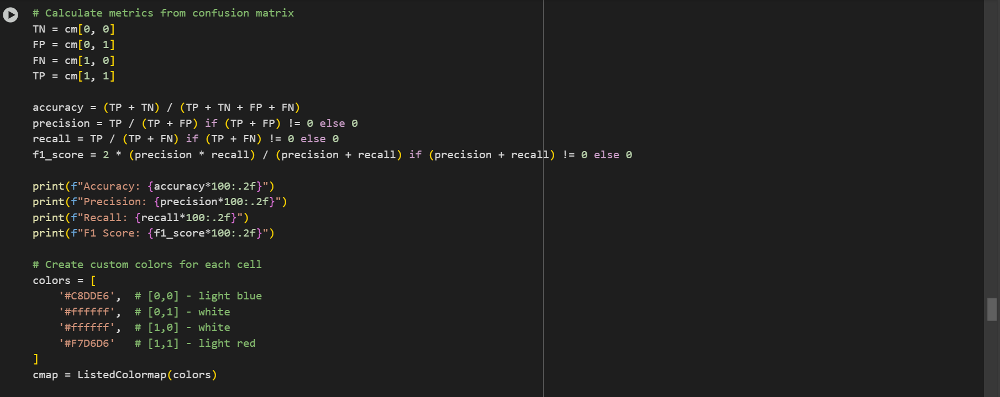 # Calculate metrics from confusion matrix
TN = cm[0, 0]
FP = cm[0, 1]
FN = cm[1, 0]
TP = cm[1, 1]

accuracy = (TP + TN) / (TP + TN + FP + FN)
precision = TP / (TP + FP) if (TP + FP) != 0 else 0
recall = TP / (TP + FN) if (TP + FN) != 0 else 0
f1_score = 2 * (precision * recall) / (precision + recall) if (precision + recall) != 0 else 0

print(f"Accuracy: {accuracy*100:.2f}")
print(f"Precision: {precision*100:.2f}")
print(f"Recall: {recall*100:.2f}")
print(f"F1 Score: {f1_score*100:.2f}")

# Create custom colors for each cell
colors = [
    '#C8DDE6',  # [0,0] - light blue
    '#ffffff',  # [0,1] - white
    '#ffffff',  # [1,0] - white
    '#F7D6D6'   # [1,1] - light red
]
cmap = ListedColormap(colors)